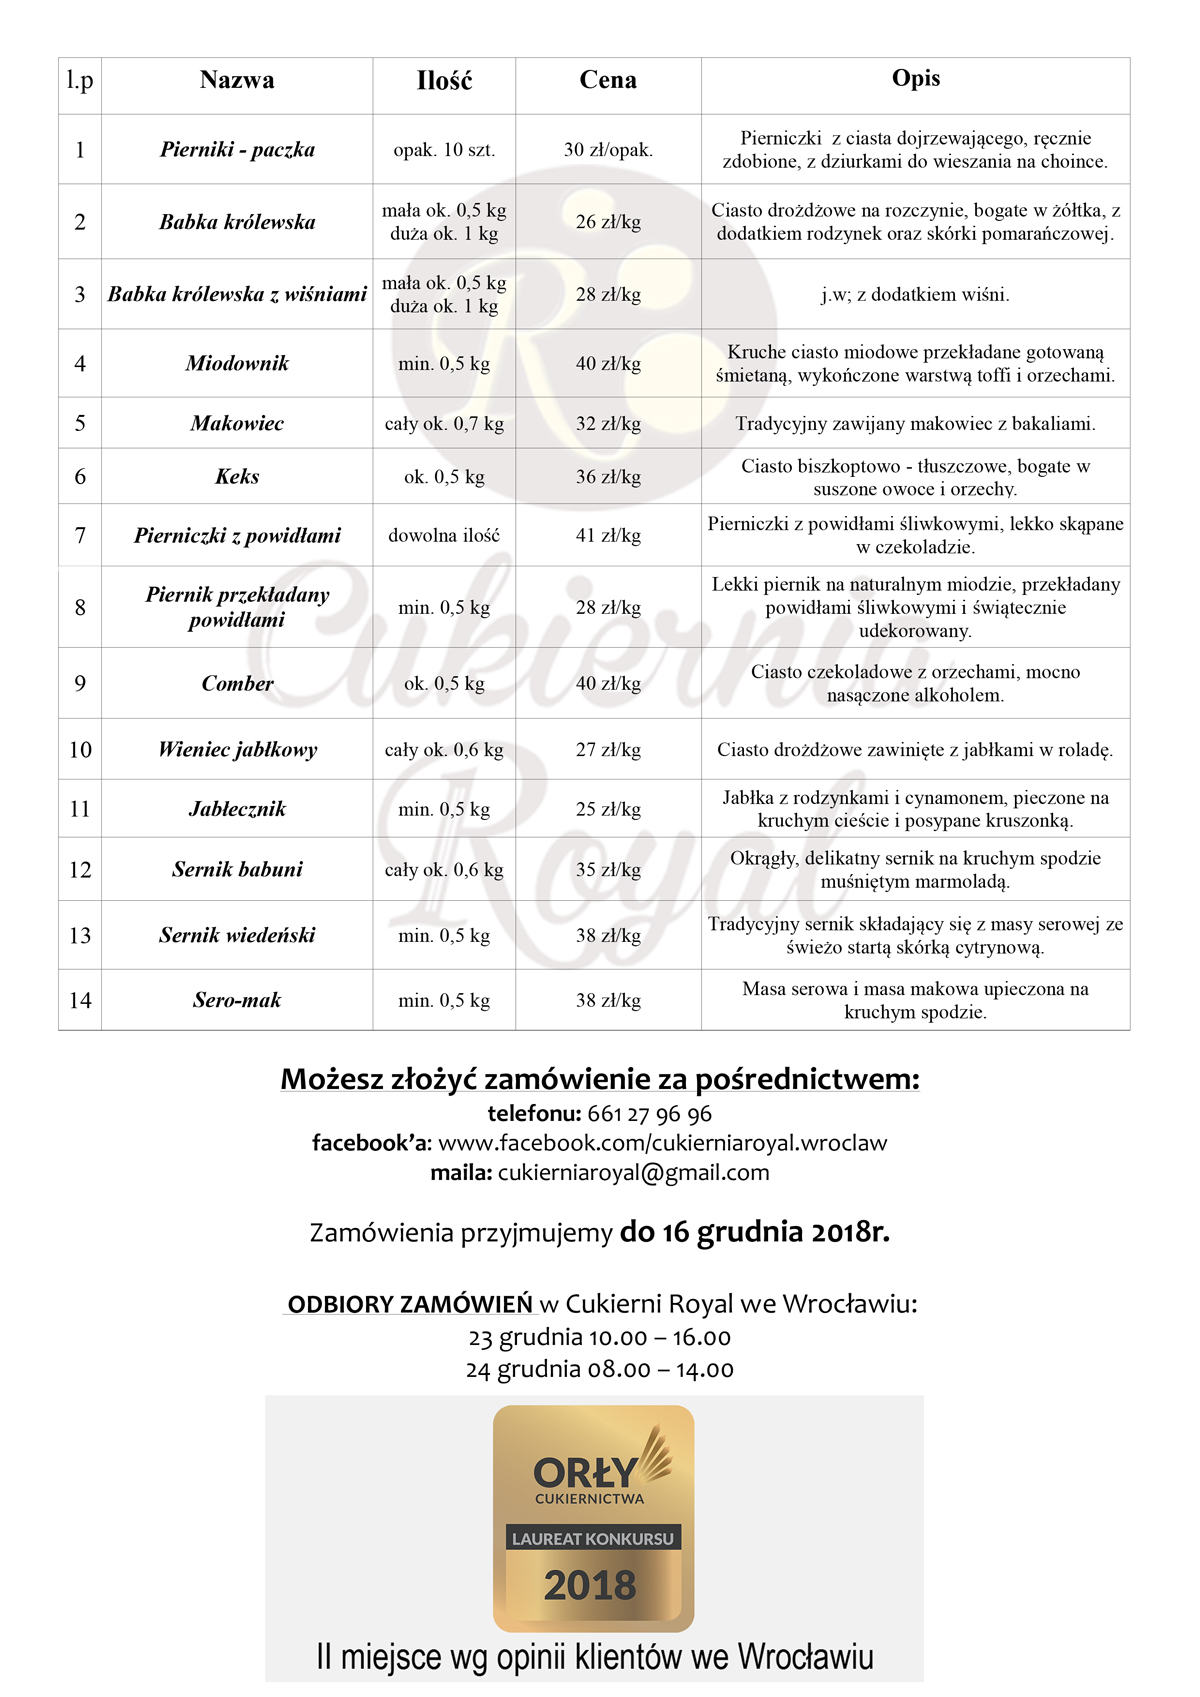 l.p Nazwa Ilość Cena Opis
1 Pierniki - paczka opak. 10 szt. 30 zł/opak. Pierniczki z ciasta dojrzewającego, ręcznie
zdobione, z dziurkami do wieszania na choince.
2 Babka królewska mała ok. 0,5 kg
duża ok. 1 kg 26 zł/kg Ciasto drożdżowe na rozczynie, bogate w żółtka, z
dodatkiem rodzynek oraz skórki pomarańczowej.
3 Babka królewska z wiśniami mała ok. 0,5 kg
duża ok. 1 kg 28 zł/kg j.w; z dodatkiem wiśni.
4 Miodownik min. 0,5 kg 40 zł/kg Kruche ciasto miodowe przekładane gotowaną
śmietaną, wykończone warstwą toffi i orzechami.
5 Makowiec cały ok. 0,7 kg 32 zł/kg Tradycyjny zawijany makowiec z bakaliami.
6 Keks ok. 0,5 kg 36 zł/kg Ciasto biszkoptowo - tłuszczowe, bogate w
suszone owoce i orzechy.
7 Pierniczki z powidłami dowolna ilość 41 zł/kg Pierniczki z powidłami śliwkowymi, lekko skąpane
w czekoladzie.
8 Piernik przekładany
powidłami min. 0,5 kg 28 zł/kg Lekki piernik na naturalnym miodzie, przekładany
powidłami śliwkowymi i świątecznie
udekorowany.
9 Comber ok. 0,5 kg 40 zł/kg Ciasto czekoladowe z orzechami, mocno
nasączone alkoholem.
10 Wieniec jabłkowy cały ok. 0,6 kg 27 zł/kg Ciasto drożdżowe zawinięte z jabłkami w roladę.
11 Jabłecznik min. 0,5 kg 25 zł/kg Jabłka z rodzynkami i cynamonem, pieczone na
kruchym cieście i posypane kruszonką.
12 Sernik babuni cały ok. 0,6 kg 35 zł/kg Okrągły, delikatny sernik na kruchym spodzie
muśniętym marmoladą.
13 Sernik wiedeński min. 0,5 kg 38 zł/kg Tradycyjny sernik składający się z masy serowej ze
świeżo startą skórką cytrynową.
14 Sero-mak min. 0,5 kg 38 zł/kg Masa serowa i masa makowa upieczona na
kruchym spodzie.
R
Cukiernia
Royal
Możesz złożyć zamówienie za pośrednictwem:
telefonu: 661 27 96 96
facebook’a: www.facebook.com/cukierniaroyal.wroclaw
maila: cukierniaroyal@gmail.com
Zamówienia przyjmujemy do 16 grudnia 2018r.
ODBIORY ZAMÓWIEŃ w Cukierni Royal we Wrocławiu:
23 grudnia 10.00 – 16.00
24 grudnia 08.00 – 14.00
ORŁY
CUKIERNICTWA
LAUREAT KONKURSU
2018
II miejsce wg opinii klientów we Wrocławiu